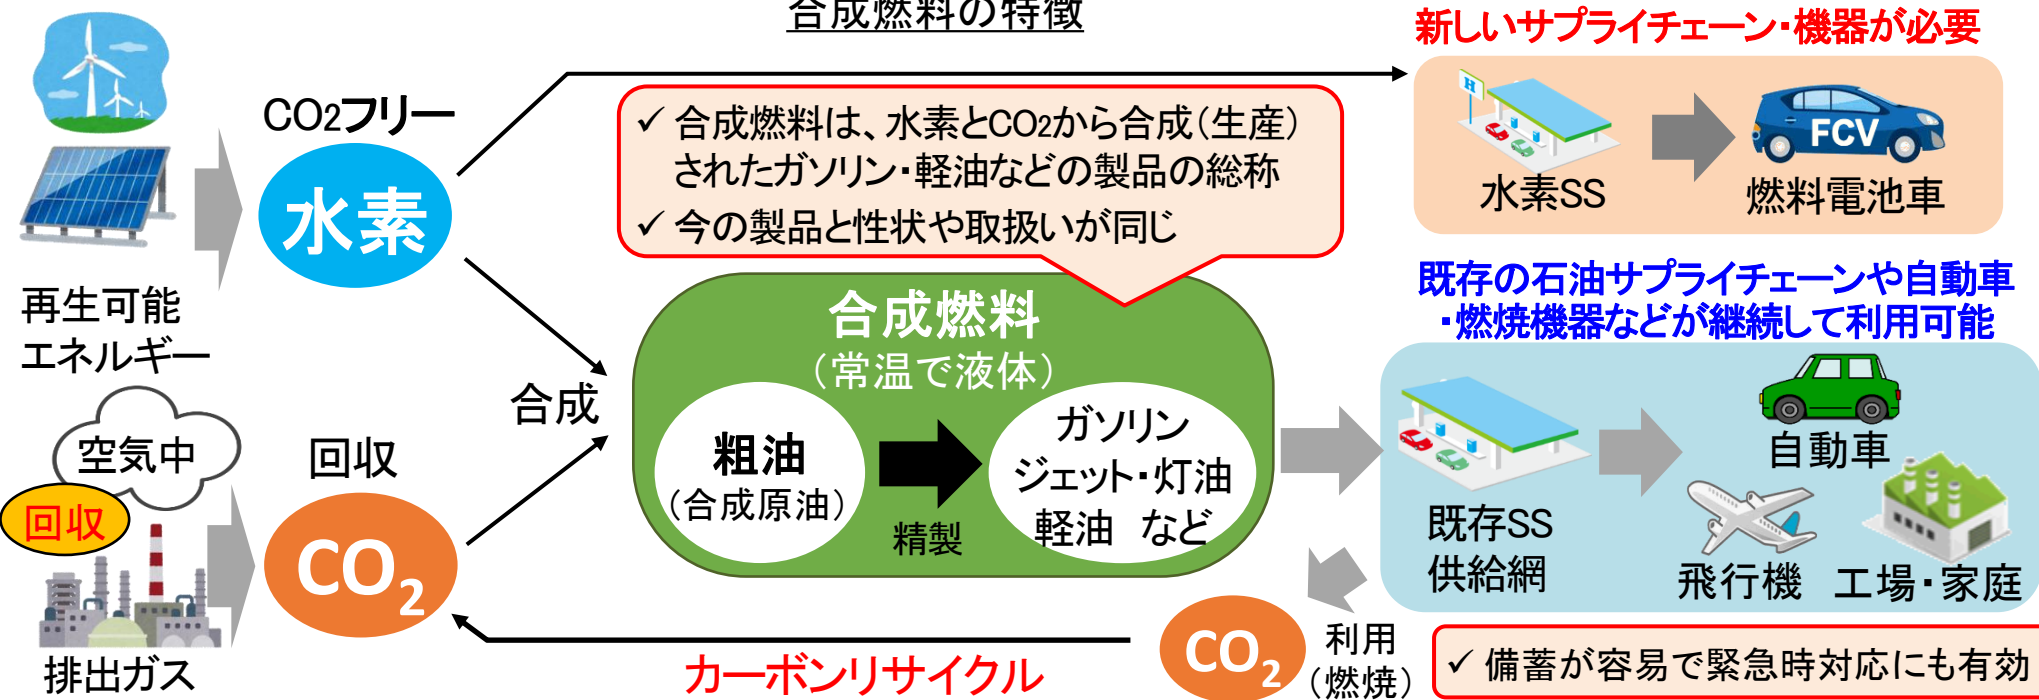 合成燃料の特徴
新しいサプライチェーン・機器が必要
H
水素SS
FCV
燃料電池車
CO2フリー
水素
再生可能
エネルギー
✓ 合成燃料は、水素とCO2から合成(生産)
されたガソリン・軽油などの製品の総称
✓ 今の製品と性状や取扱いが同じ
既存の石油サプライチェーンや自動車
・燃焼機器などが継続して利用可能
合成燃料
(常温で液体)
合成
粗油
(合成原油)
精製
ガソリン
ジェット・灯油
軽油 など
空気中
回収
回収
CO₂
排出ガス
既存SS
供給網
自動車
飛行機
工場・家庭
カーボンリサイクル
CO₂
利用
(燃焼)
✓ 備蓄が容易で緊急時対応にも有効